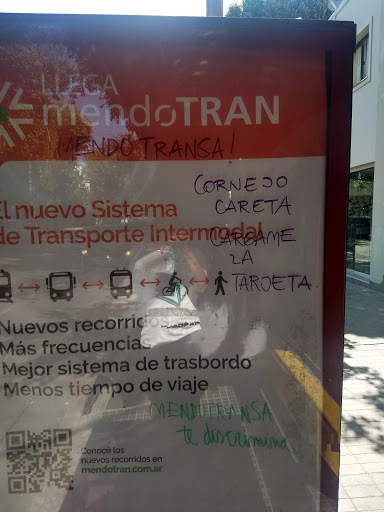 LLEGA
mendoTRAN
MENDO TRANSA!
CORNEJO
CARETA
CARGAME
LA
TARJETA
El nuevo Sistema
de Transporte Intermodal
Nuevos recorridos
Más frecuencias
Mejor sistema de trasbordo
Menos tiempo de viaje
MENDOTRANSA
te discrimina
Conocé los
nuevos recorridos en
mendotran.com.ar